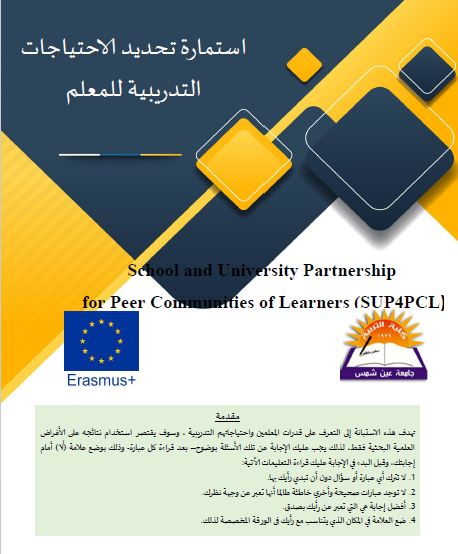 استمارة تحديد الاحتياجات
التدريبية للمعلم
School and University Partnership
for Peer Communities of Learners (SUP4PCL)
Erasmus+
كلية التربية
جامعة عين شمس
مقدمة
تهدف هذه الاستبانة إلى التعرف على قدرات المعلمين واحتياجاتهم التدريبية ، وسوف يقتصر استخدام نتائجه على الأغراض
العلمية البحثية فقط، لذلك يجب عليك الإجابة عن تلك الأسئلة بوضوح– بعد قراءة كل عبارة- وذلك بوضع علامة (√) أمام
إجابتك، وقبل البدء في الإجابة عليك قراءة التعليمات الآتية:
1. لا تترك أي عبارة أو سؤال دون أن تبدي رأيك بها.
2. لا توجد عبارات صحيحة وأخري خاطئة طالما أنها تعبر عن وجهة نظرك.
3. أفضل إجابة هي التي تعبر عن رأيك بصدق.
4. ضع العلامة في المكان الذي يتناسب مع رأيك في الورقة المخصصة لذلك.